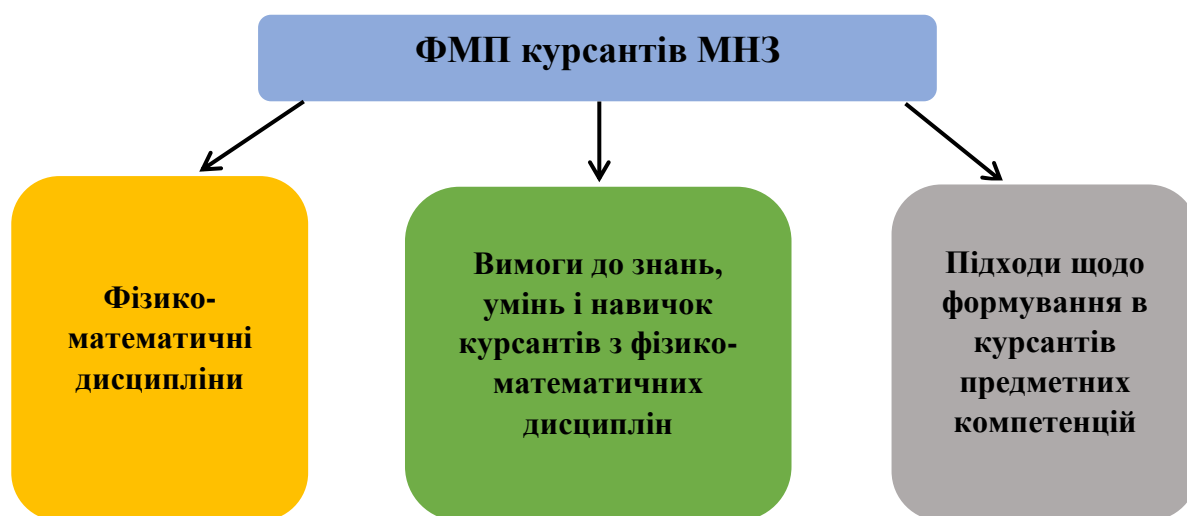 ФМП курсантів МНЗ
Фізико-
математичні
дисципліни
Вимоги до знань,
умінь і навичок
курсантів з фізико-
математичних
дисциплін
Підходи щодо
формування в
курсантів
предметних
компетенцій